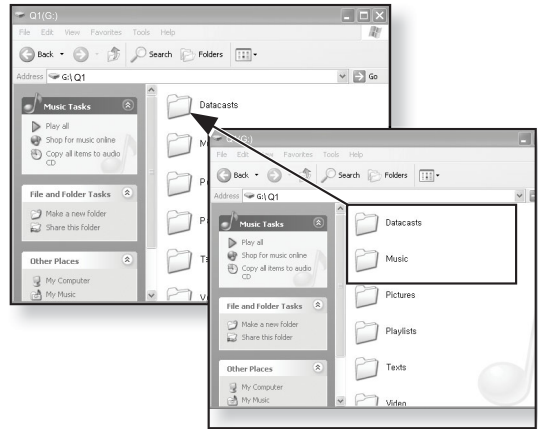 Q1(G:)
File Edit View Favorites Tools Help
Back Search Folders
Address G:\Q1 Go
Music Tasks
Play all
Shop for music online
Copy all items to audio
CD
File and Folder Tasks
Make a new folder
Share this folder
Other Places
My Computer
My Music
Datacasts
(G:)
File Edit Favorites Tools Help
Back Search Folders
Address G:\Q1
Music Tasks
Play all
Shop for music online
Copy all items to audio
CD
File and Folder Tasks
Make a new folder
Share this folder
Other Places
My Computer
My Music
Datacasts
Music
Pictures
Playlists
Texts
Video